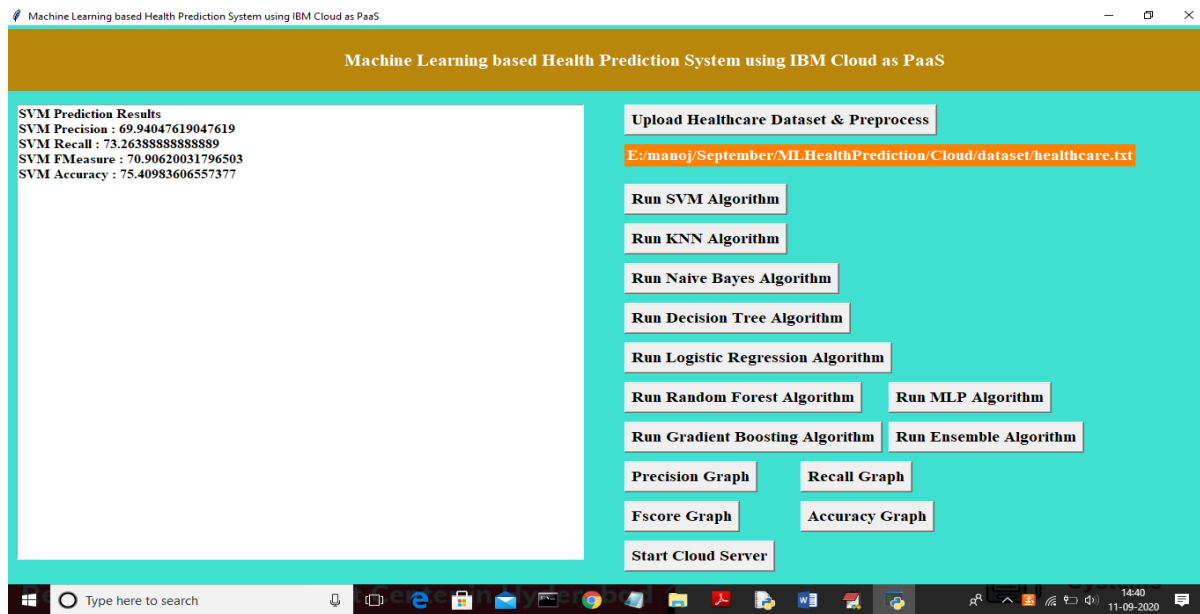 Machine Learning based Health Prediction System using IBM Cloud as PaaS
Machine Learning based Health Prediction System using IBM Cloud as PaaS
SVM Prediction Results
SVM Precision : 69.94047619047619
SVM Recall : 73.26388888888889
SVM FMeasure : 70.90620031796503
SVM Accuracy : 75.40983606557377
Upload Healthcare Dataset & Preprocess
E:/manoj/September/MLHealthPrediction/Cloud/dataset/healthcare.txt
Run SVM Algorithm
Run KNN Algorithm
Run Naive Bayes Algorithm
Run Decision Tree Algorithm
Run Logistic Regression Algorithm
Run Random Forest Algorithm
Run MLP Algorithm
Run Gradient Boosting Algorithm
Run Ensemble Algorithm
Precision Graph
Recall Graph
Fscore Graph
Accuracy Graph
Start Cloud Server
Type here to search
14:40
11-09-2020